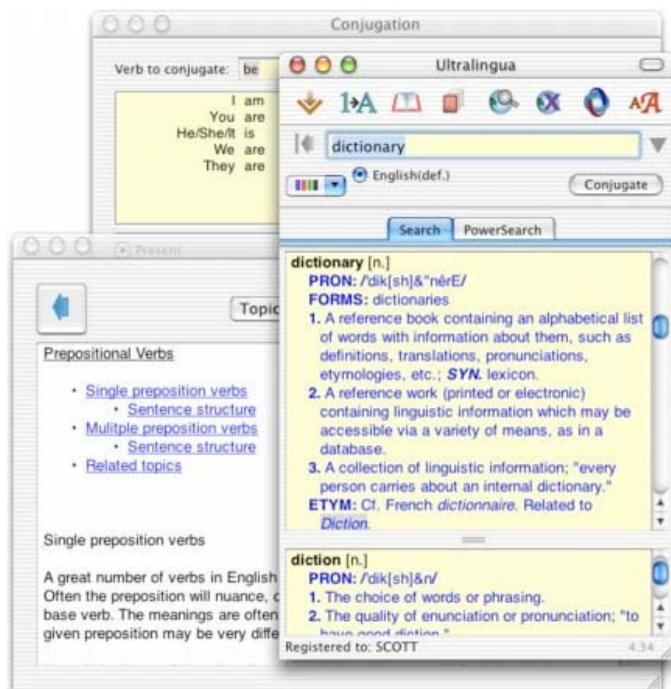 Conjugation
Verb to conjugate: be
I am
You are
He/She/It is
We are
They are
Ultralingua
1→A
AA
dictionary
English(def.)
Conjugate
Search
PowerSearch
dictionary [n.]
PRON: /'dik[sh]&"nêrE/
FORMS: dictionaries
1. A reference book containing an alphabetical list
of words with information about them, such as
definitions, translations, pronunciations,
etymologies, etc.; SYN. lexicon.
2. A reference work (printed or electronic)
containing linguistic information which may be
accessible via a variety of means, as in a
database.
3. A collection of linguistic information; "every
person carries about an internal dictionary."
ETYM: Cf. French dictionnaire. Related to
Diction.
diction [n.]
PRON: /'dik[sh]&n/
1. The choice of words or phrasing.
2. The quality of enunciation or pronunciation; "to
have good diction."
Registered to: SCOTT
4.34
Present
Topic
Prepositional Verbs
• Single preposition verbs
• Sentence structure
• Mulitple preposition verbs
• Sentence structure
• Related topics
Single preposition verbs
A great number of verbs in English
Often the preposition will nuance,
base verb. The meanings are often
given preposition may be very diffe